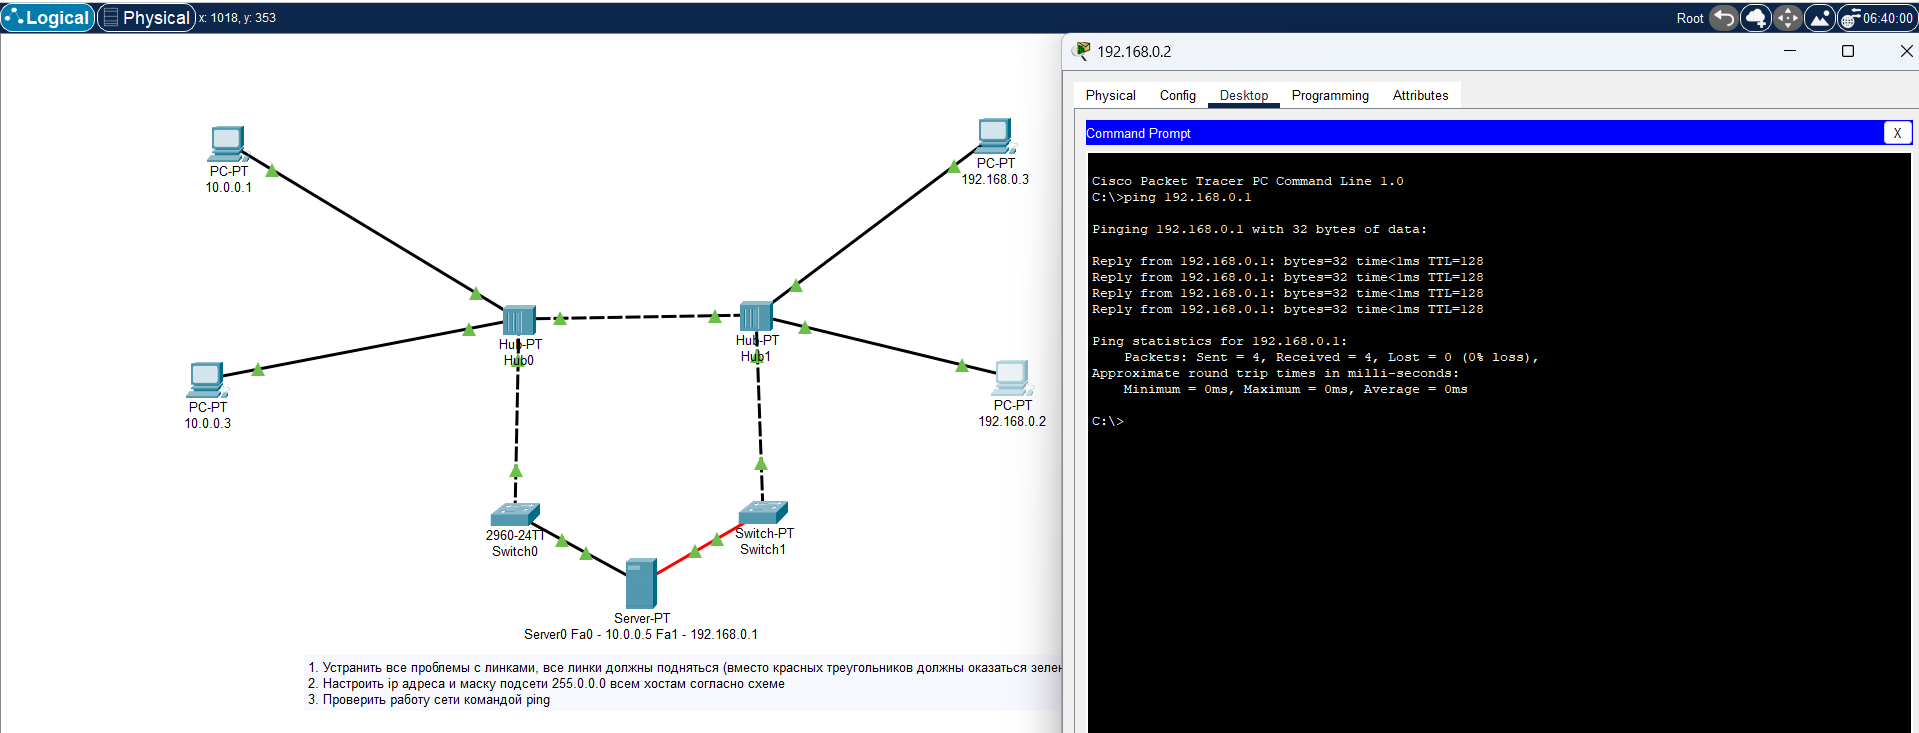 Logical Physical x: 1018, y: 353 Root 06:40:00
192.168.0.2
Physical Config Desktop Programming Attributes
Command Prompt X
Cisco Packet Tracer PC Command Line 1.0
C:\>ping 192.168.0.1
Pinging 192.168.0.1 with 32 bytes of data:
Reply from 192.168.0.1: bytes=32 time<1ms TTL=128
Reply from 192.168.0.1: bytes=32 time<1ms TTL=128
Reply from 192.168.0.1: bytes=32 time<1ms TTL=128
Reply from 192.168.0.1: bytes=32 time<1ms TTL=128
Ping statistics for 192.168.0.1:
Packets: Sent = 4, Received = 4, Lost = 0 (0% loss),
Approximate round trip times in milli-seconds:
Minimum = 0ms, Maximum = 0ms, Average = 0ms
C:\>
PC-PT
10.0.0.1
PC-PT
192.168.0.3
Hub-PT
Hub0
Hub-PT
Hub1
PC-PT
10.0.0.3
PC-PT
192.168.0.2
2960-24TT
Switch0
Switch-PT
Switch1
Server-PT
Server0 Fa0 - 10.0.0.5 Fa1 - 192.168.0.1
1. Устранить все проблемы с линками, все линки должны подняться (вместо красных треугольников должны оказаться зелен
2. Настроить ip адреса и маску подсети 255.0.0.0 всем хостам согласно схеме
3. Проверить работу сети командой ping